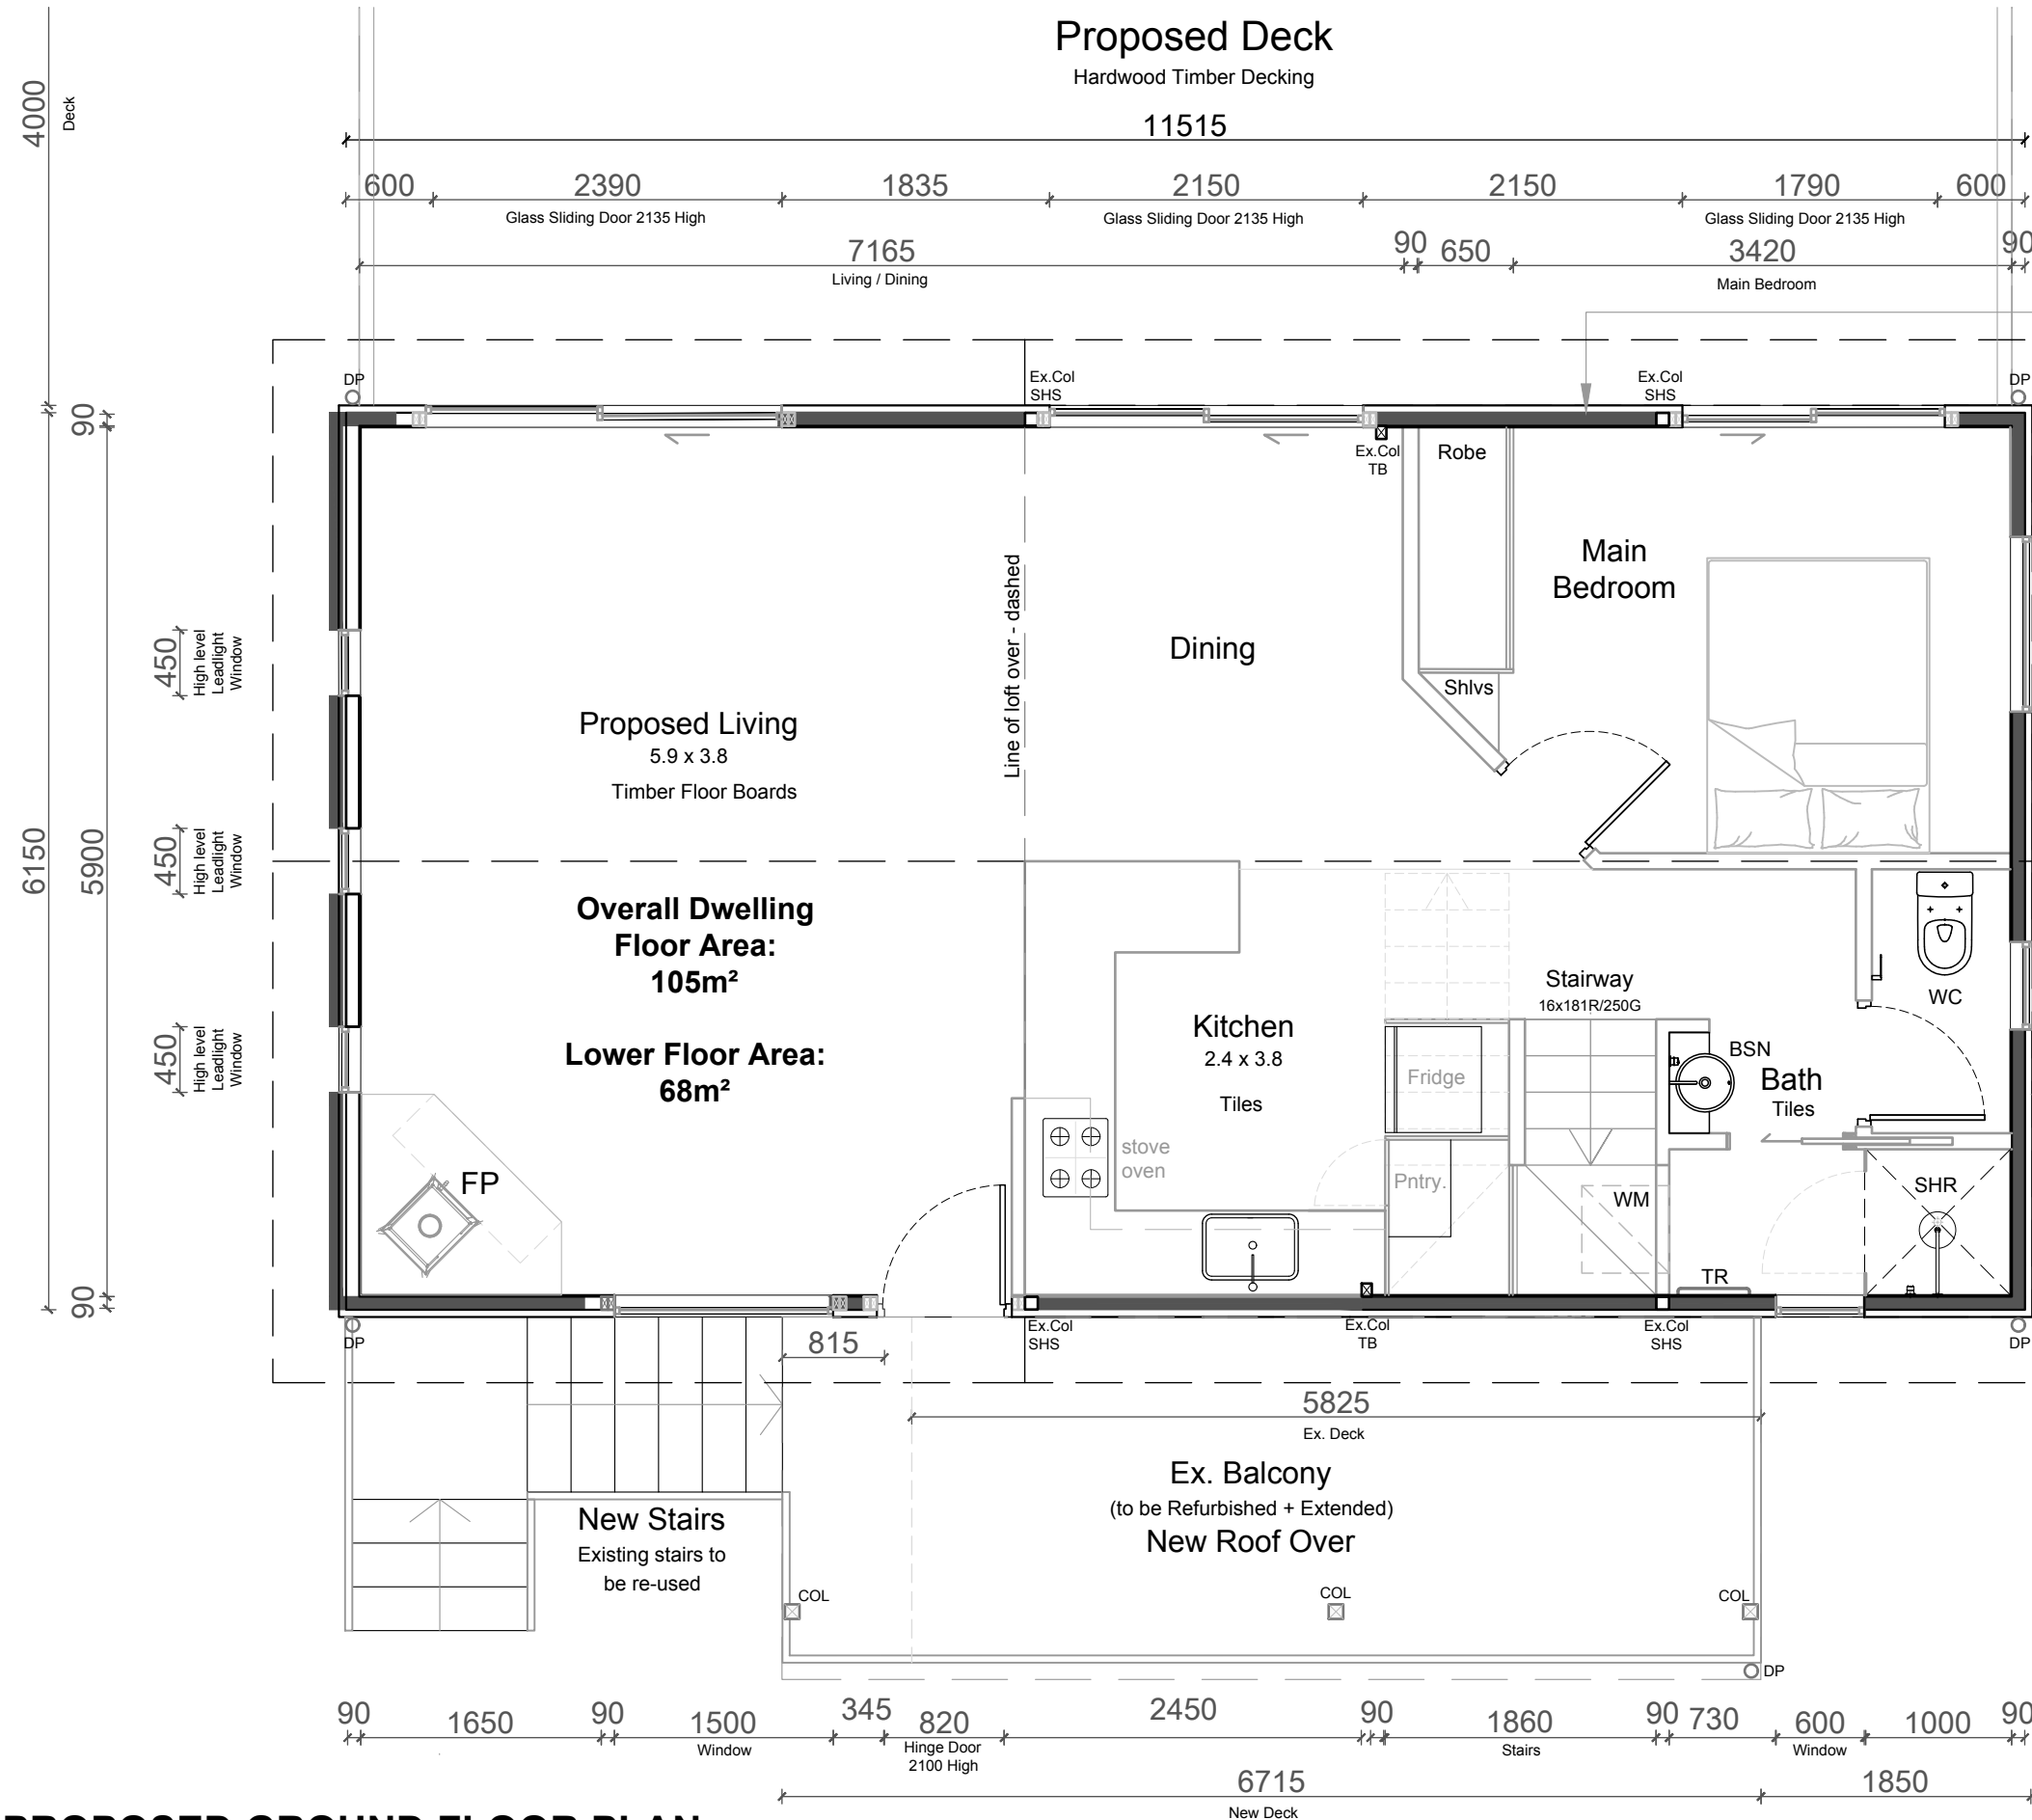 Proposed Deck
Hardwood Timber Decking
4000
Deck
11515
600 2390 1835 2150 2150 1790 600
Glass Sliding Door 2135 High Glass Sliding Door 2135 High Glass Sliding Door 2135 High
7165 90 650 3420 90
Living / Dining Main Bedroom
DP
Ex.Col
SHS
Ex.Col
SHS
DP
90
Ex.Col
TB
Robe
Main
Bedroom
Line of loft over - dashed
Dining
450
High level
Leadlight
Window
Shlvs
Proposed Living
5.9 x 3.8
Timber Floor Boards
6150
5900
450
High level
Leadlight
Window
Overall Dwelling
Floor Area:
105m²
Lower Floor Area:
68m²
Stairway
16x181R/250G
WC
Kitchen
2.4 x 3.8
Tiles
450
High level
Leadlight
Window
Fridge
BSN
Bath
Tiles
stove
oven
FP
Pntry.
WM
SHR
TR
90
DP
815
Ex.Col
SHS
Ex.Col
TB
Ex.Col
SHS
DP
5825
Ex. Deck
Ex. Balcony
(to be Refurbished + Extended)
New Roof Over
New Stairs
Existing stairs to
be re-used
COL
COL
COL
DP
90 1650 90 1500 345 820 2450 90 1860 90 730 600 1000 90
Window Hinge Door Stairs Window
2100 High
6715 1850
New Deck
PROPOSED GROUND FLOOR PLAN